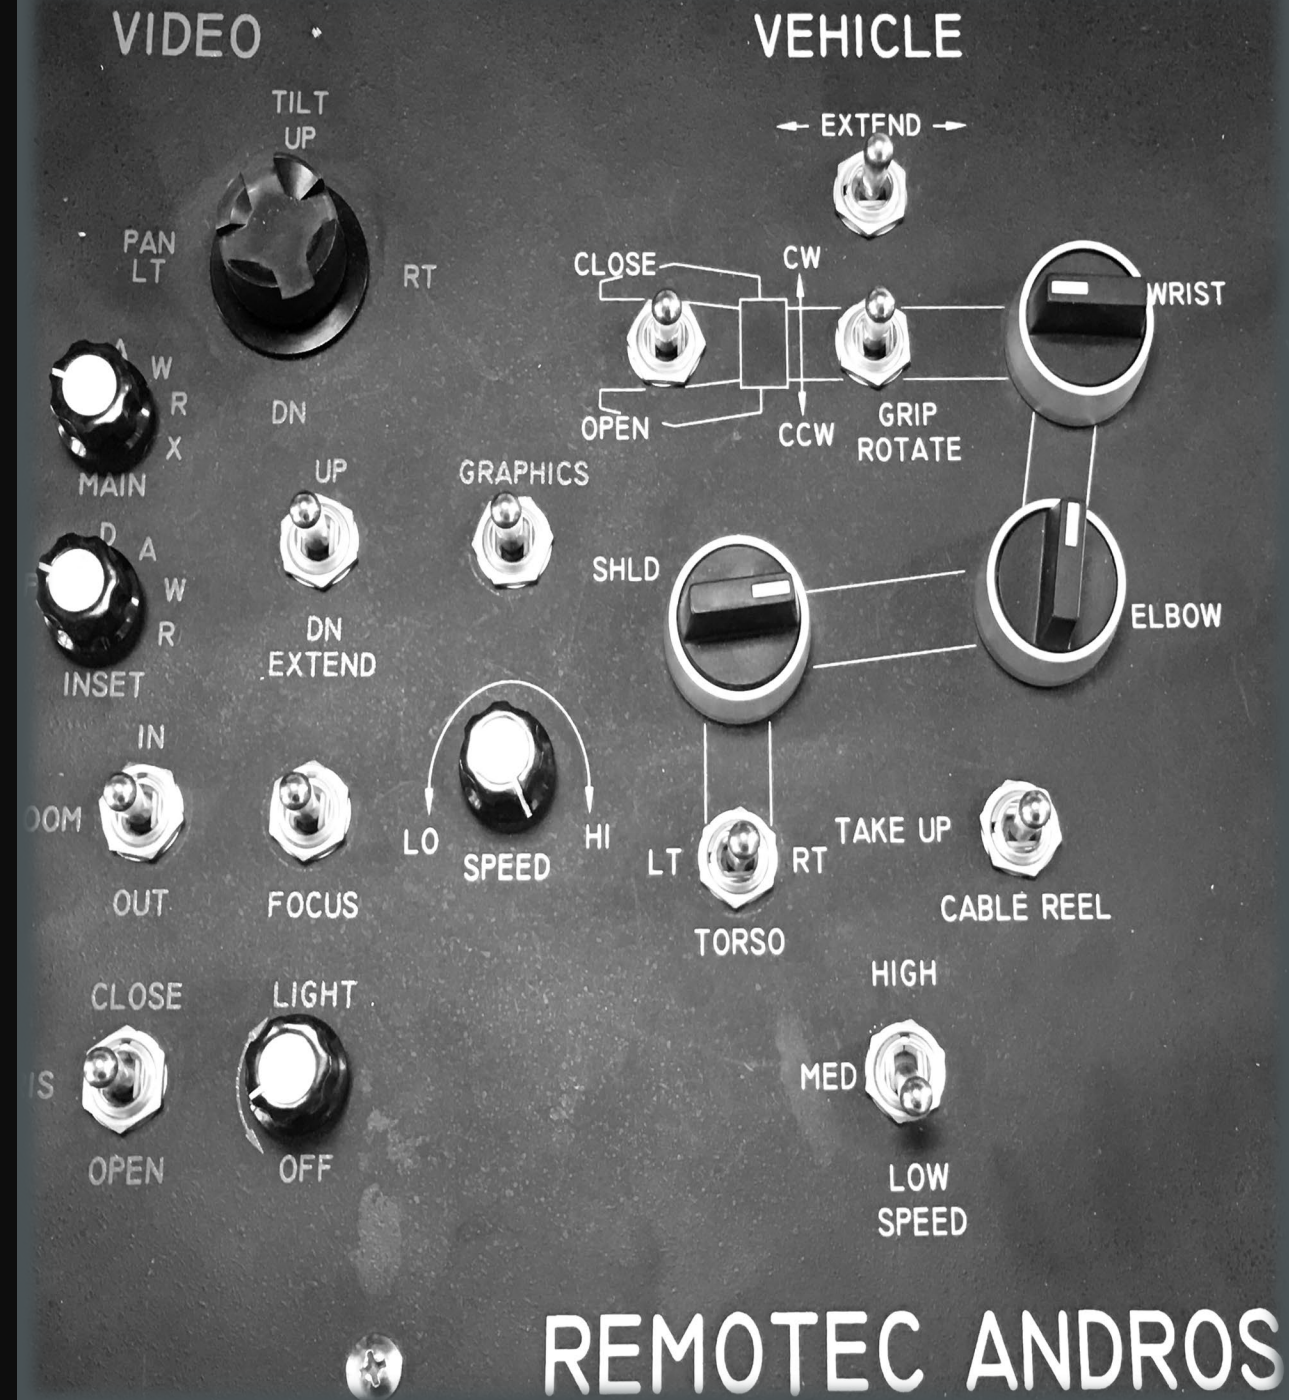 VIDEO
VEHICLE
TILT
UP
EXTEND
PAN
LT
RT
CLOSE
CW
WRIST
A
W
R
X
MAIN
DN
OPEN
CCW
GRIP
ROTATE
UP
GRAPHICS
D
A
W
R
INSET
DN
EXTEND
SHLD
ELBOW
IN
OOM
OUT
FOCUS
LO
HI
SPEED
LT
RT
TORSO
TAKE UP
CABLE REEL
CLOSE
IS
OPEN
LIGHT
OFF
HIGH
MED
LOW
SPEED
REMOTEC ANDROS